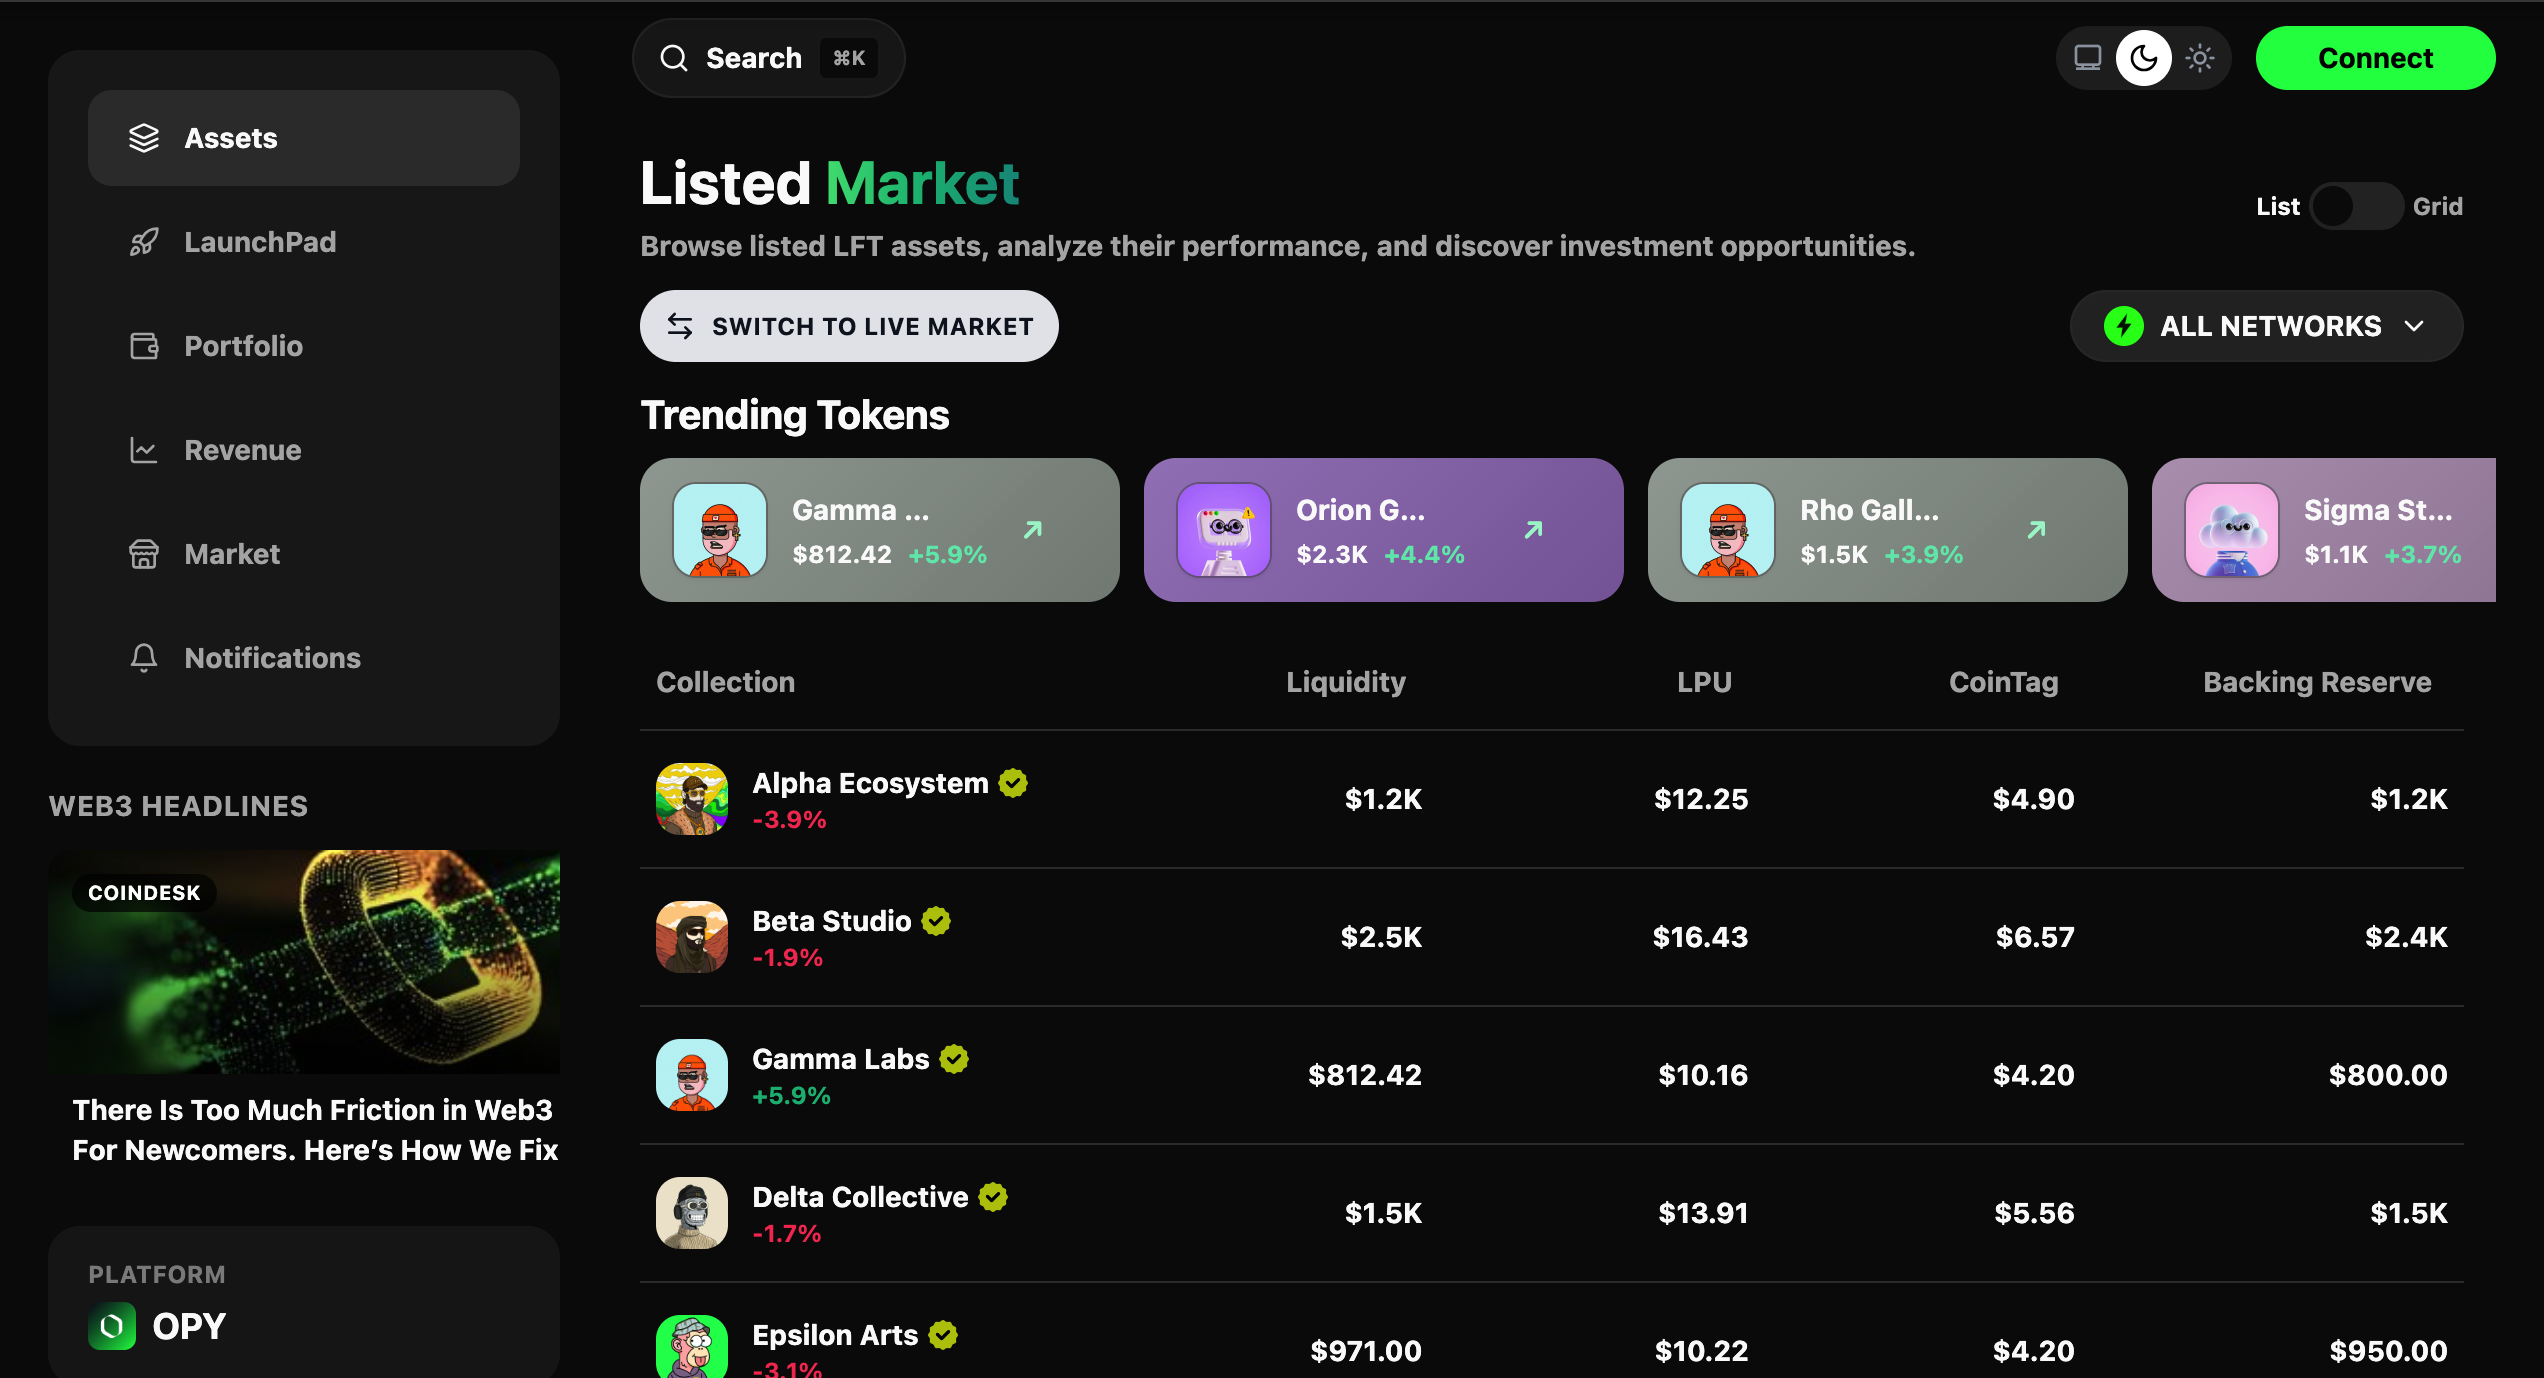 Search ⌘K
Connect
Assets
LaunchPad
Portfolio
Revenue
Market
Notifications
WEB3 HEADLINES
COINDESK
There Is Too Much Friction in Web3
For Newcomers. Here’s How We Fix
PLATFORM
OPY
Listed Market
Browse listed LFT assets, analyze their performance, and discover investment opportunities.
List Grid
SWITCH TO LIVE MARKET
ALL NETWORKS
Trending Tokens
Gamma ...
$812.42 +5.9%
Orion G...
$2.3K +4.4%
Rho Gall...
$1.5K +3.9%
Sigma St...
$1.1K +3.7%
Collection Liquidity LPU CoinTag Backing Reserve
Alpha Ecosystem
-3.9%
$1.2K $12.25 $4.90 $1.2K
Beta Studio
-1.9%
$2.5K $16.43 $6.57 $2.4K
Gamma Labs
+5.9%
$812.42 $10.16 $4.20 $800.00
Delta Collective
-1.7%
$1.5K $13.91 $5.56 $1.5K
Epsilon Arts
-3.1%
$971.00 $10.22 $4.20 $950.00